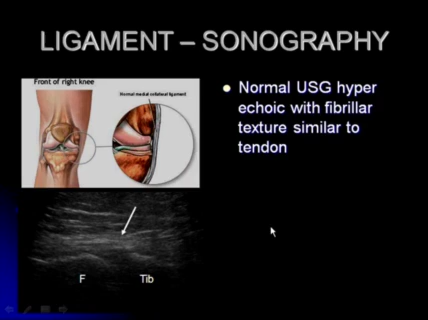 LIGAMENT – SONOGRAPHY
Front of right knee
Normal medial collateral ligament
Normal USG hyper
echoic with fibrillar
texture similar to
tendon
F
Tib